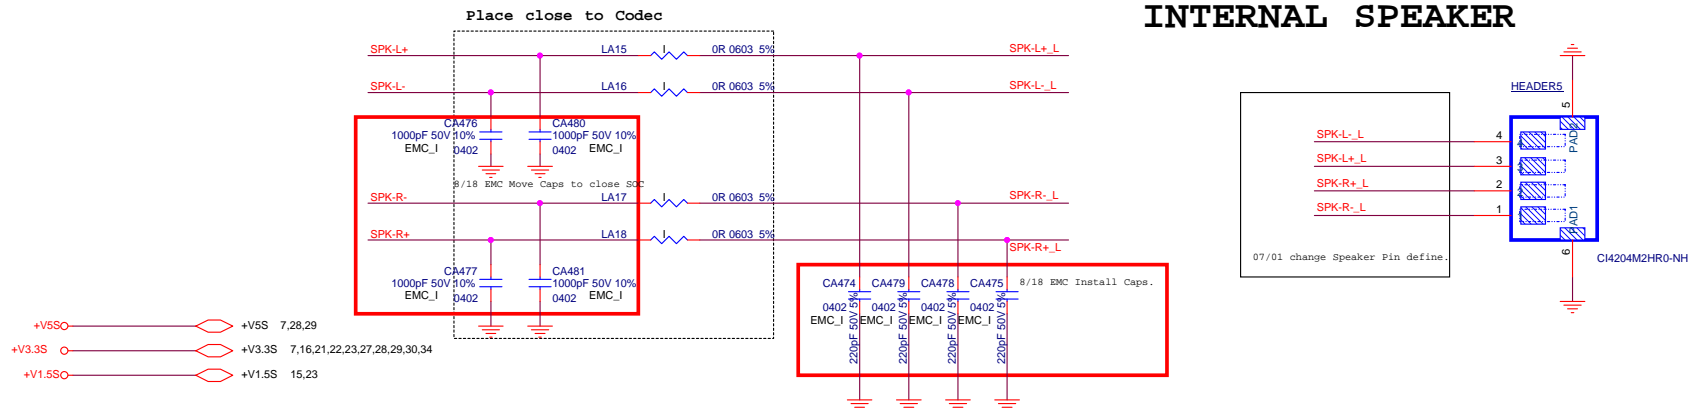 Place close to Codec
INTERNAL SPEAKER
SPK-L+
LA15
I
0R 0603 5%
SPK-L+_L
SPK-L-
LA16
I
0R 0603 5%
SPK-L-_L
CA476
1000pF 50V 10%
EMC_I
0402
CA480
1000pF 50V 10%
0402
EMC_I
8/18 EMC Move Caps to close SOC
SPK-R-
LA17
I
0R 0603 5%
SPK-R-_L
SPK-R+
LA18
I
0R 0603 5%
SPK-R+_L
CA477
1000pF 50V 10%
EMC_I
0402
CA481
1000pF 50V 10%
0402
EMC_I
CA474
0402
EMC_I
220pF 50V 5%
CA479
0402
EMC_I
220pF 50V 5%
CA478
0402
EMC_I
220pF 50V 5%
CA475
0402
EMC_I
220pF 50V 5%
8/18 EMC Install Caps.
+V5S
+V5S 7,28,29
+V3.3S
+V3.3S 7,16,21,22,23,27,28,29,30,34
+V1.5S
+V1.5S 15,23
HEADER5
5
SPK-L-_L
4
SPK-L+_L
3
SPK-R+_L
2
SPK-R-_L
1
PAD2
PAD1
6
07/01 change Speaker Pin define.
CI4204M2HR0-NH